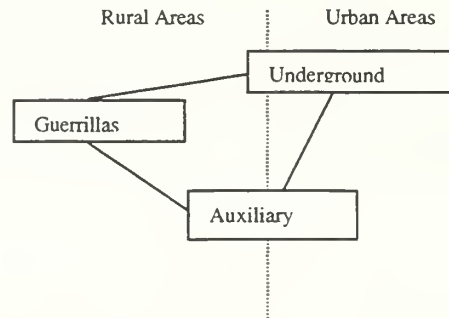 Rural Areas
Urban Areas
Underground
Guerrillas
Auxiliary